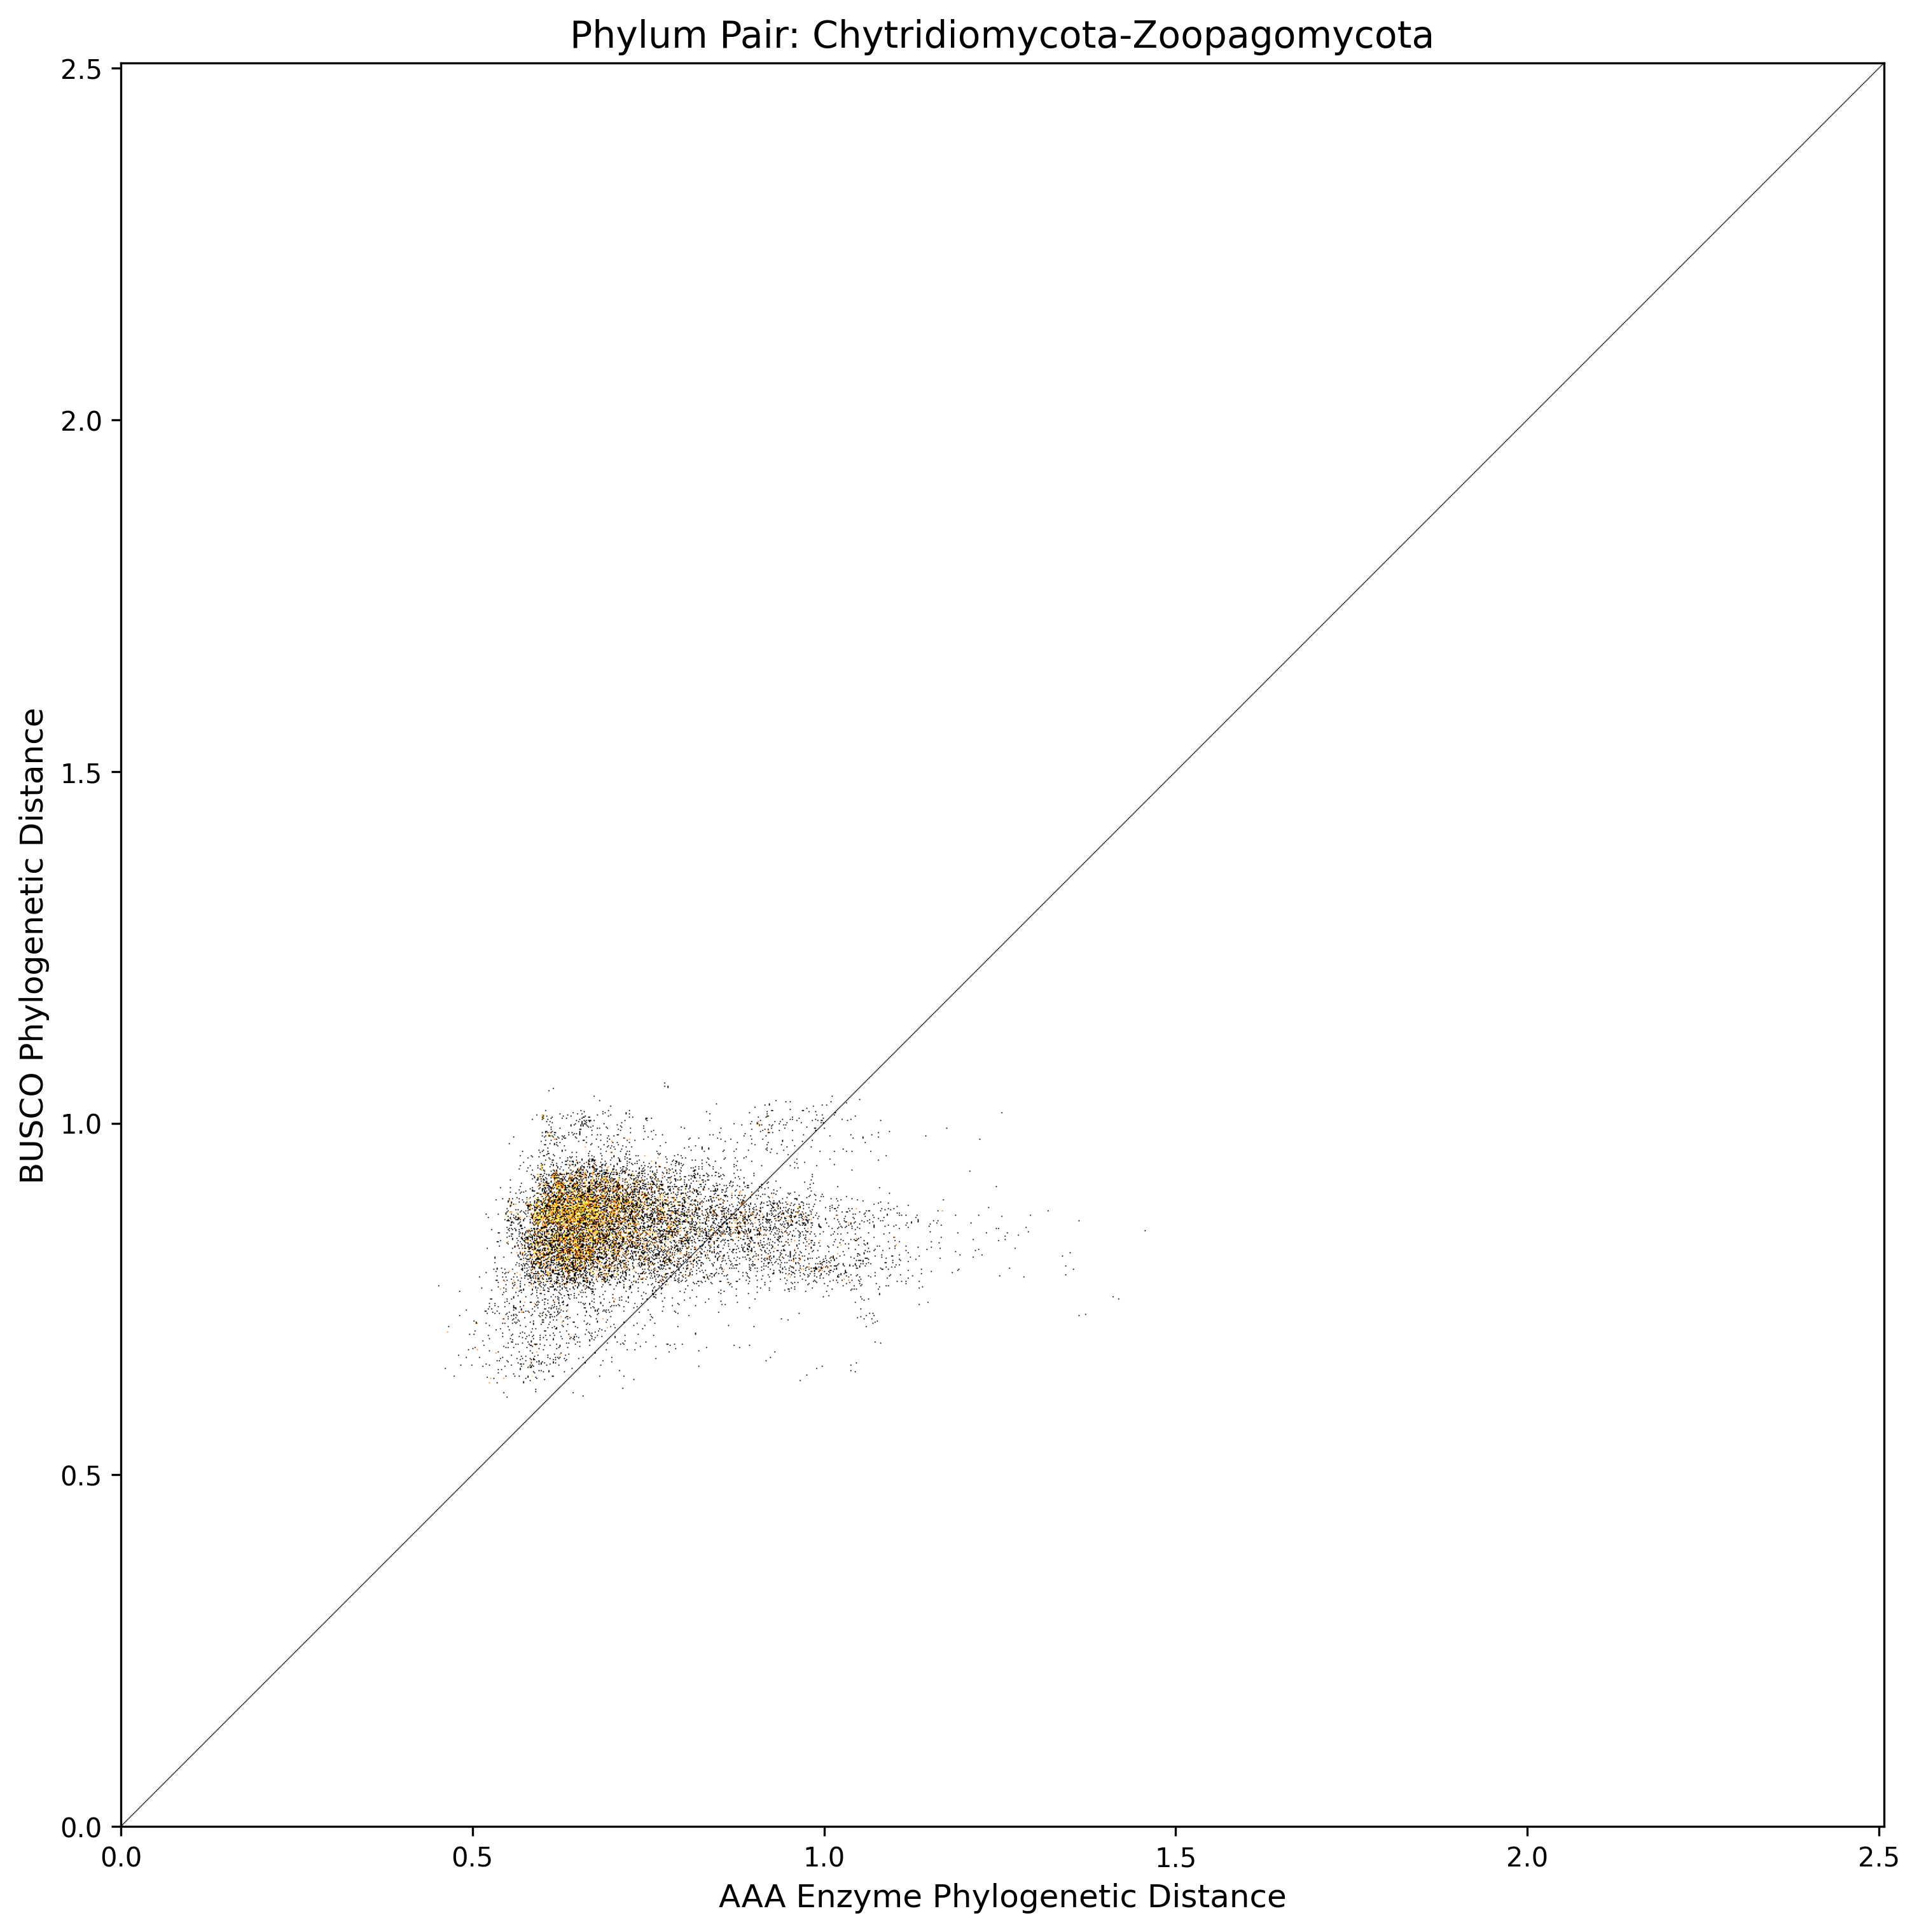 Phylum Pair: Chytridiomycota-Zoopagomycota
2.5
2.0
1.5
1.0
0.5
0.0
BUSCO Phylogenetic Distance
0.0 0.5 1.0 1.5 2.0 2.5
AAA Enzyme Phylogenetic Distance